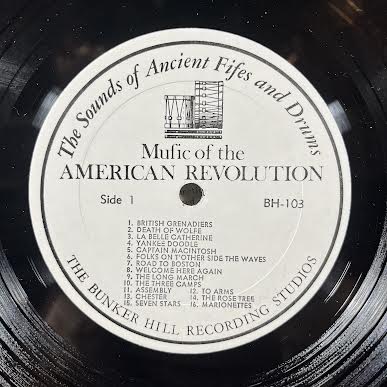 The Sounds of Ancient Fifes and Drums
Mufic of the
AMERICAN REVOLUTION
Side 1 BH-103
1. BRITISH GRENADIERS
2. DEATH OF WOLFE
3. LA BELLE CATHERINE
4. YANKEE DOODLE
5. CAPTAIN MACINTOSH
6. FOLKS ON T'OTHER SIDE THE WAVES
7. ROAD TO BOSTON
8. WELCOME HERE AGAIN
9. THE LONG MARCH
10. THE THREE CAMPS
11. ASSEMBLY 12. TO ARMS
13. CHESTER 14. THE ROSE TREE
15. SEVEN STARS 16. MARIONETTES
THE BUNKER HILL RECORDING STUDIOS